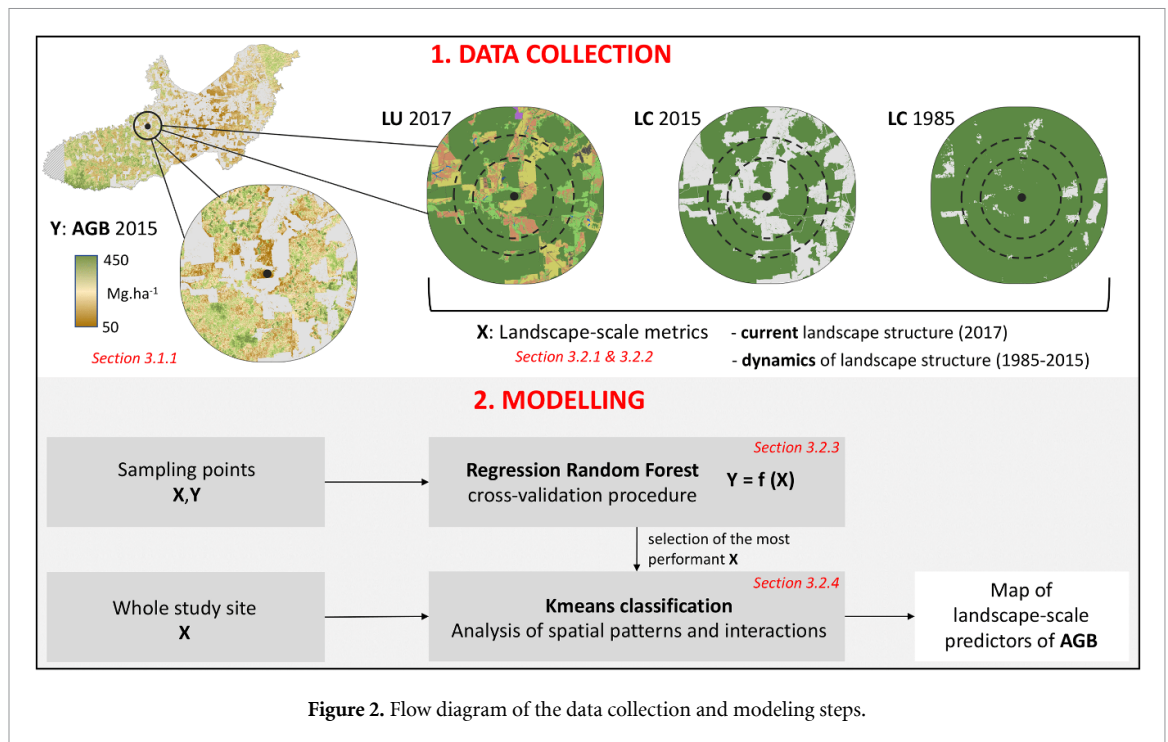 1. DATA COLLECTION
LU 2017
LC 2015
LC 1985
Y: AGB 2015
450
Mg.ha⁻¹
50
Section 3.1.1
X: Landscape-scale metrics
Section 3.2.1 & 3.2.2
- current landscape structure (2017)
- dynamics of landscape structure (1985-2015)
2. MODELLING
Sampling points
X,Y
Section 3.2.3
Regression Random Forest
cross-validation procedure
Y = f (X)
selection of the most
performant X
Whole study site
X
Section 3.2.4
Kmeans classification
Analysis of spatial patterns and interactions
Map of
landscape-scale
predictors of AGB
Figure 2. Flow diagram of the data collection and modeling steps.